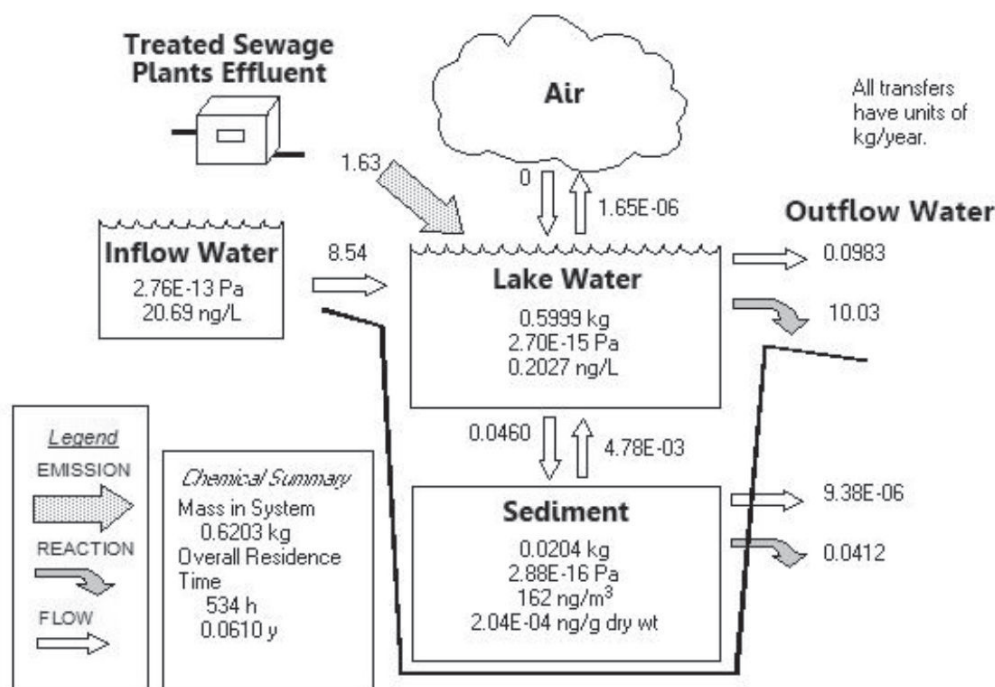 Treated Sewage
Plants Effluent
Air
All transfers
have units of
kg/year.
1.63
0
1.65E-06
Outflow Water
Inflow Water
2.76E-13 Pa
20.69 ng/L
8.54
Lake Water
0.5999 kg
2.70E-15 Pa
0.2027 ng/L
0.0983
10.03
0.0460
4.78E-03
Sediment
0.0204 kg
2.88E-16 Pa
162 ng/m³
2.04E-04 ng/g dry wt
9.38E-06
0.0412
Legend
EMISSION
REACTION
FLOW
Chemical Summary
Mass in System
0.6203 kg
Overall Residence
Time
534 h
0.0610 y